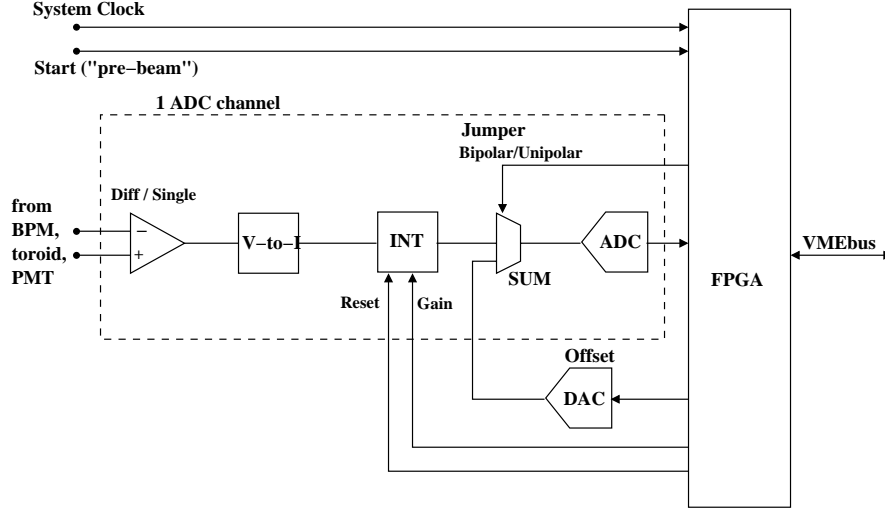 System Clock
Start ("pre−beam")
1 ADC channel
Jumper
Bipolar/Unipolar
Diff / Single
from
BPM,
toroid,
PMT
−
+
V−to−I
INT
SUM
ADC
FPGA
VMEbus
Reset
Gain
Offset
DAC